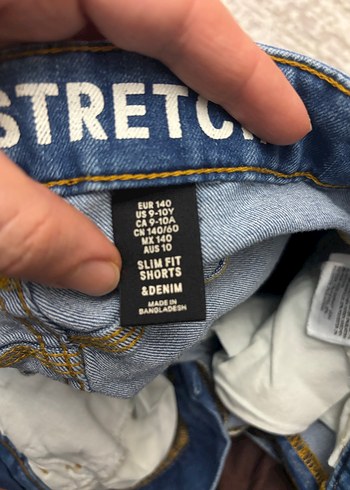 STRETC
EUR 140
US 9-10Y
CA 9-10A
CN 140/60
MX 140
AUS 10
SLIM FIT
SHORTS
&DENIM
MADE IN
BANGLADESH